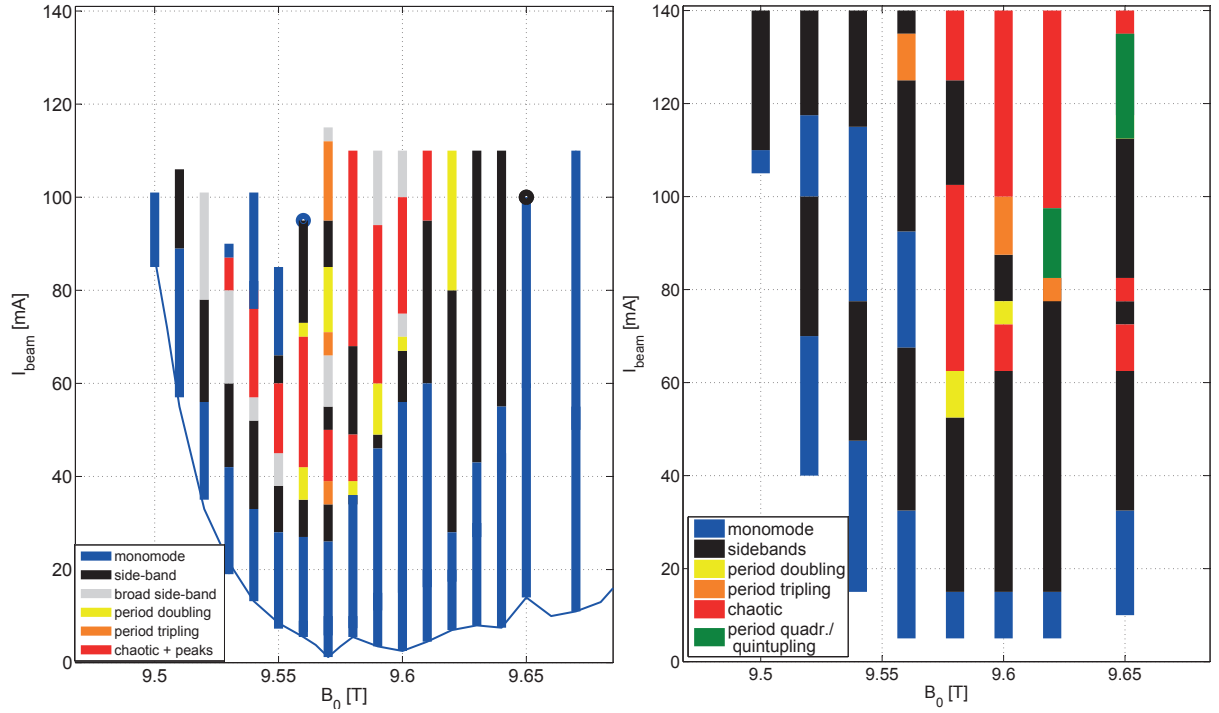 140
120
100
80
60
40
20
0
I_beam [mA]
9.5
9.55
9.6
9.65
B_0 [T]
monomode
side-band
broad side-band
period doubling
period tripling
chaotic + peaks
140
120
100
80
60
40
20
0
I_beam [mA]
9.5
9.55
9.6
9.65
B_0 [T]
monomode
sidebands
period doubling
period tripling
chaotic
period quadr./
quintupling